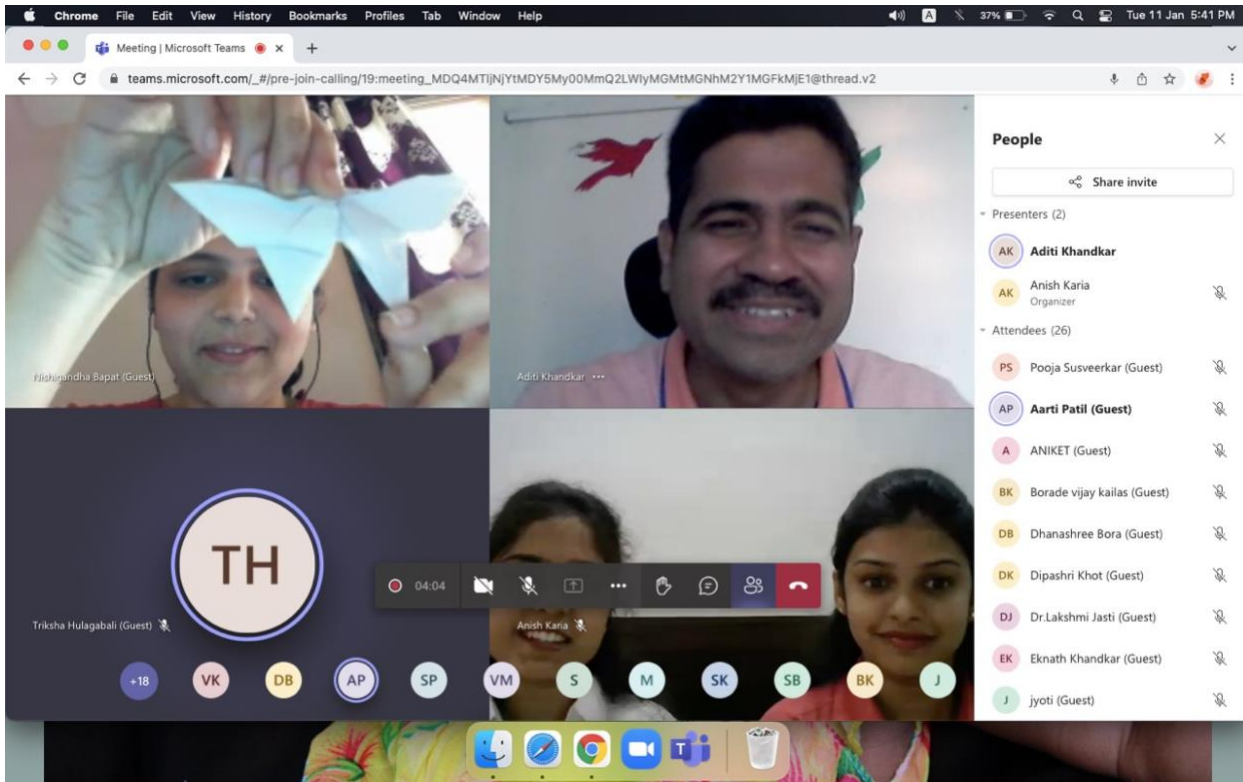 Chrome File Edit View History Bookmarks Profiles Tab Window Help A 37% Tue 11 Jan 5:41 PM
Meeting | Microsoft Teams
teams.microsoft.com/_#/pre-join-calling/19:meeting_MDQ4MTljNjYtMDY5My00MmQ2LWIyMGMtMGNhM2Y1MGFkMjE1@thread.v2
People
Share invite
Presenters (2)
AK Aditi Khandkar
AK Anish Karia
Organizer
Attendees (26)
PS Pooja Susveerkar (Guest)
AP Aarti Patil (Guest)
A ANIKET (Guest)
BK Borade vijay kailas (Guest)
DB Dhanashree Bora (Guest)
DK Dipashri Khot (Guest)
DJ Dr.Lakshmi Jasti (Guest)
EK Eknath Khandkar (Guest)
J jyoti (Guest)
Nishigandha Bapat (Guest)
Aditi Khandkar
TH
04:04
Triksha Hulagabali (Guest)
Anish Karia
+18 VK DB AP SP VM S M SK SB BK J
T